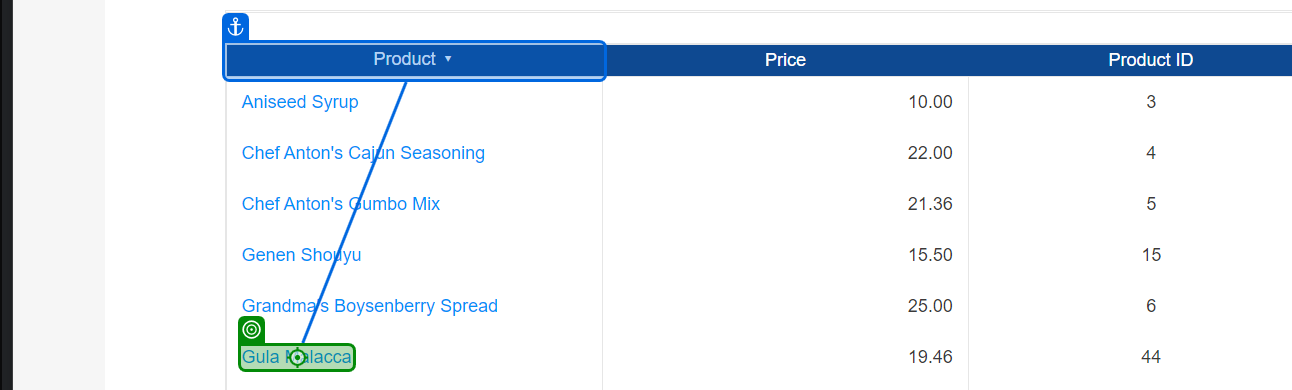 Product ▼ Price Product ID
Aniseed Syrup 10.00 3
Chef Anton's Cajun Seasoning 22.00 4
Chef Anton's Gumbo Mix 21.36 5
Genen Shouyu 15.50 15
Grandma's Boysenberry Spread 25.00 6
Gula Malacca 19.46 44